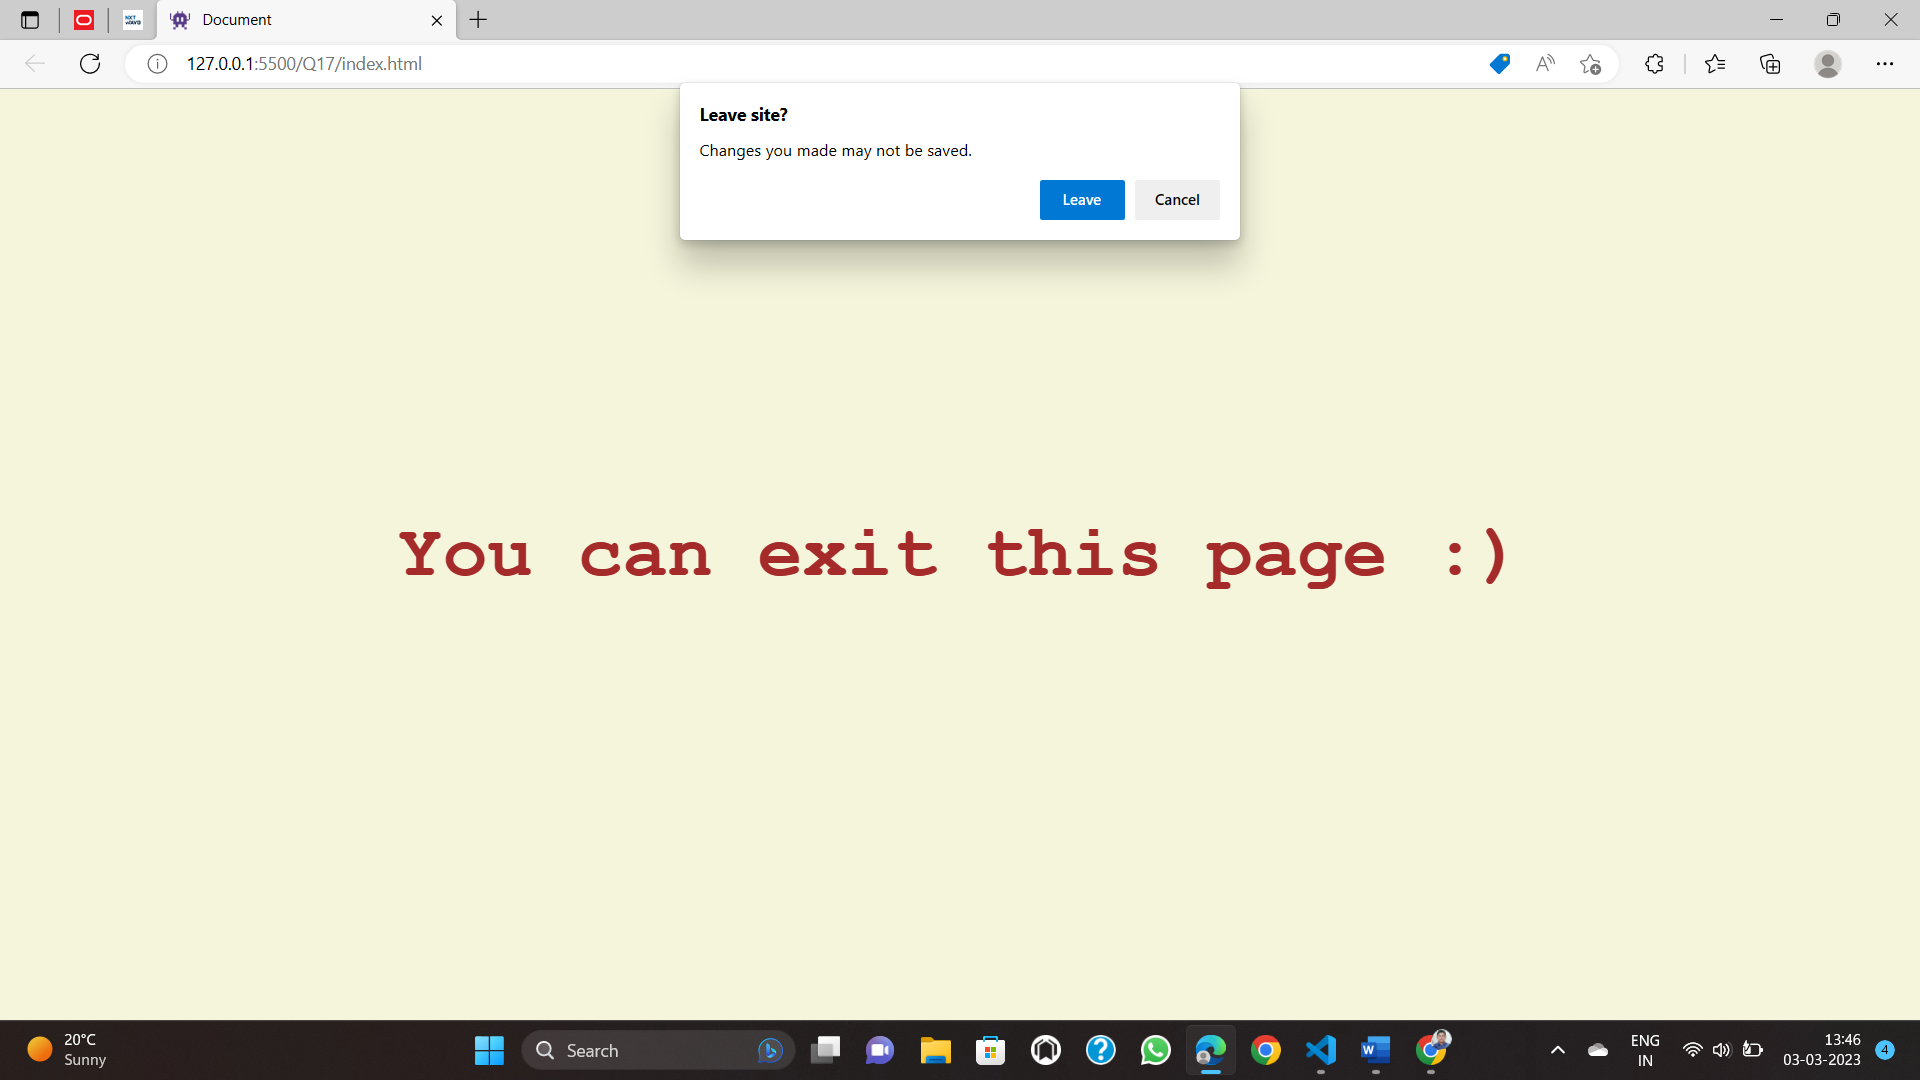 Document
127.0.0.1:5500/Q17/index.html
Leave site?
Changes you made may not be saved.
Leave
Cancel
You can exit this page :)
20°C
Sunny
Search
ENG
IN
13:46
03-03-2023
4